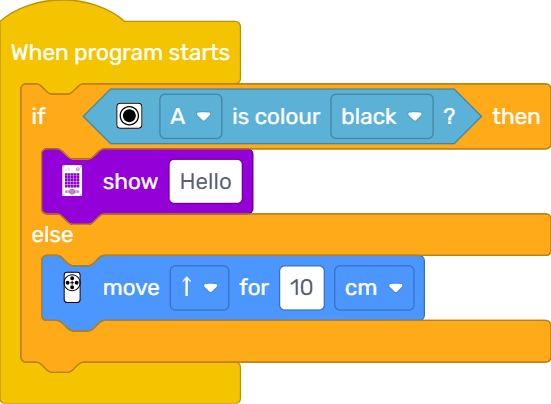 When program starts
if A is colour black ? then
show Hello
else
move ↑ for 10 cm